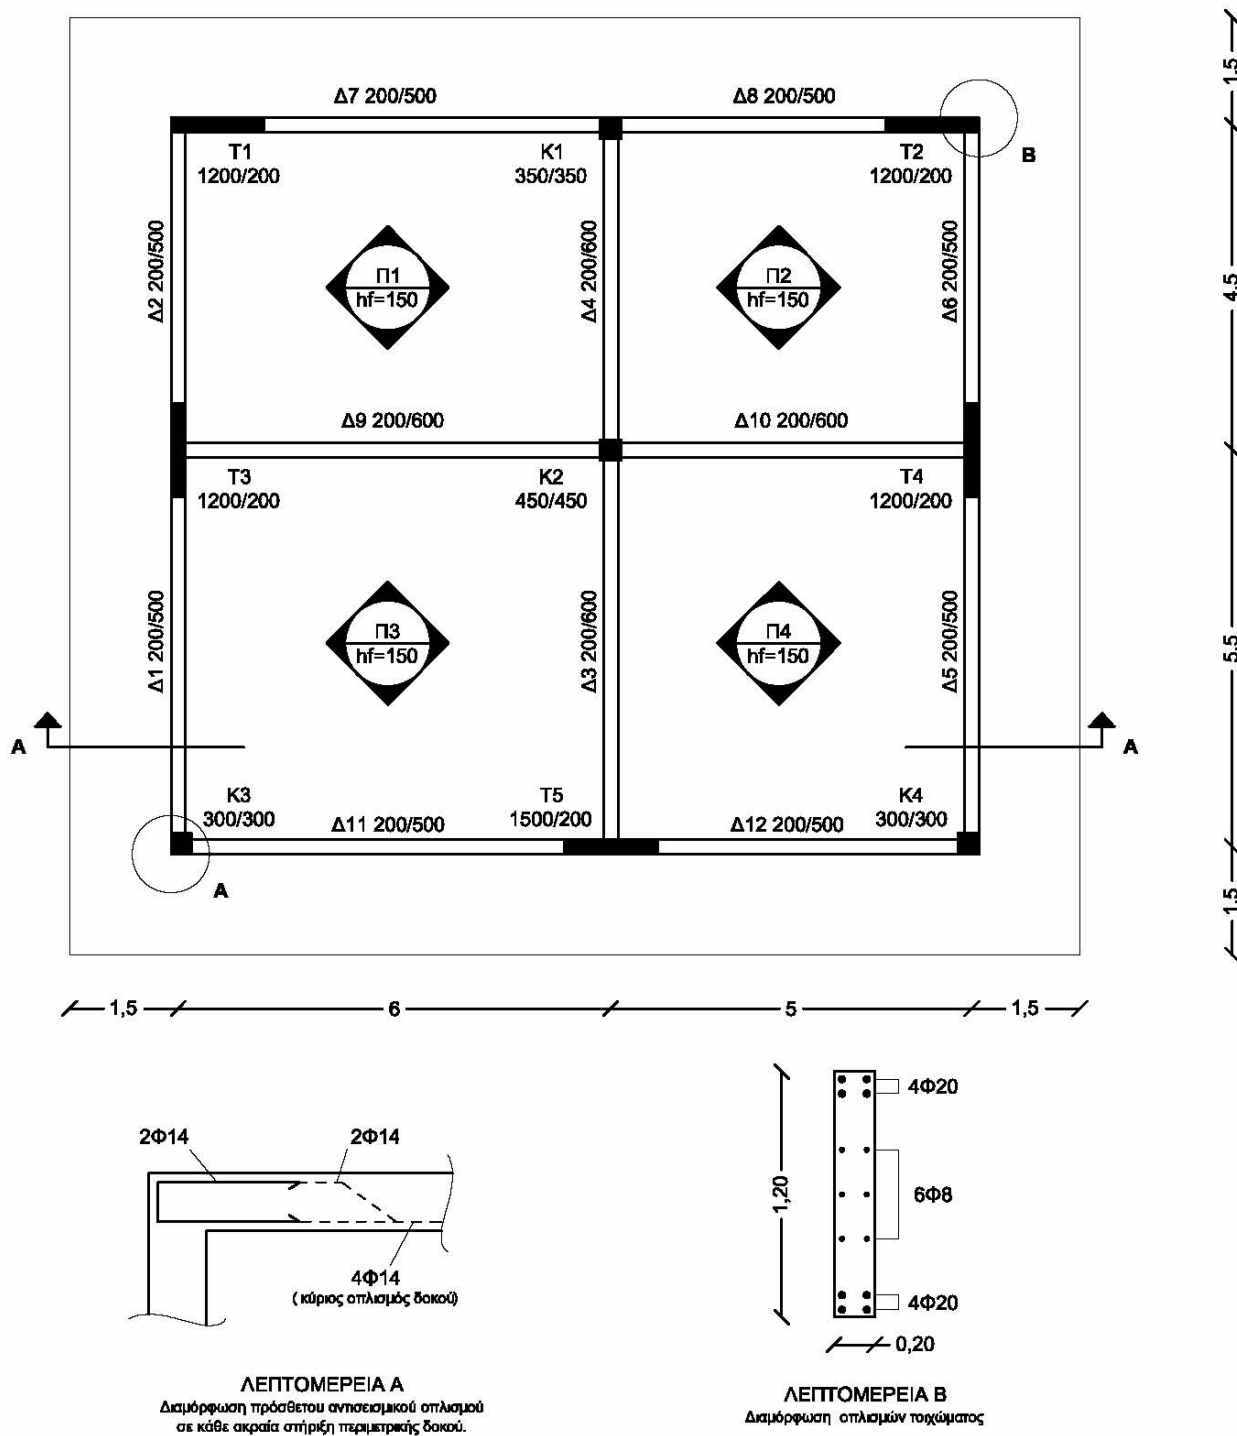 Δ7 200/500
Δ8 200/500
1,5
T1
1200/200
K1
350/350
T2
1200/200
B
Δ2 200/500
Π1
hf=150
Δ4 200/600
Π2
hf=150
Δ6 200/500
4,5
Δ9 200/600
Δ10 200/600
T3
1200/200
K2
450/450
T4
1200/200
Δ1 200/500
Π3
hf=150
Δ3 200/600
Π4
hf=150
Δ5 200/500
5,5
A
A
K3
300/300
Δ11 200/500
T5
1500/200
Δ12 200/500
K4
300/300
A
1,5
1,5
6
5
1,5
2Φ14
2Φ14
4Φ14
( κύριος οπλισμός δοκού)
ΛΕΠΤΟΜΕΡΕΙΑ Α
Διαμόρφωση πρόσθετου αντισεισμικού οπλισμού
σε κάθε ακραία στήριξη περιμετρικής δοκού.
4Φ20
1,20
6Φ8
4Φ20
0,20
ΛΕΠΤΟΜΕΡΕΙΑ Β
Διαμόρφωση οπλισμών τοιχώματος